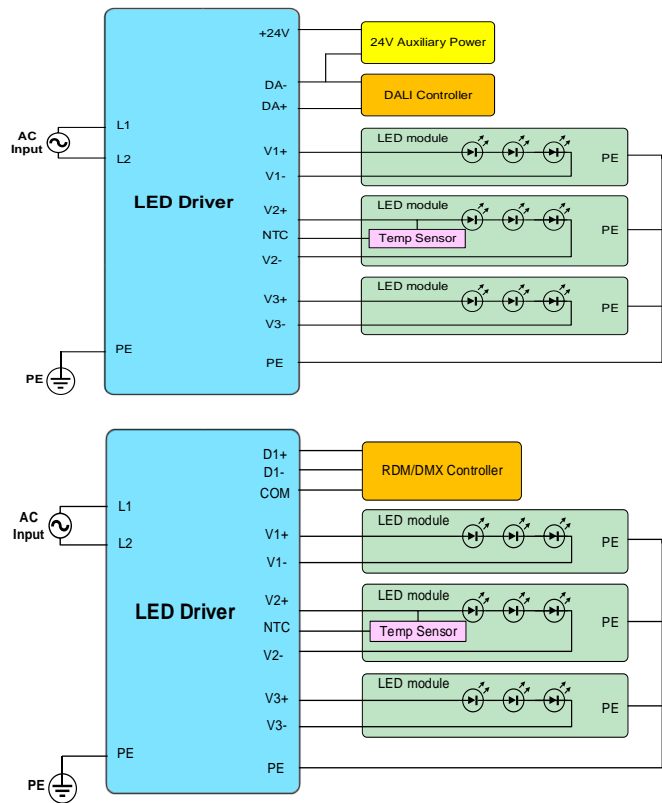 +24V
24V Auxiliary Power
DA-
DALI Controller
DA+
AC
Input
L1
L2
LED Driver
V1+
V1-
LED module
PE
V2+
NTC
V2-
LED module
Temp Sensor
PE
V3+
V3-
LED module
PE
PE
PE
PE
D1+
D1-
COM
RDM/DMX Controller
AC
Input
L1
L2
LED Driver
V1+
V1-
LED module
PE
V2+
NTC
V2-
LED module
Temp Sensor
PE
V3+
V3-
LED module
PE
PE
PE
PE